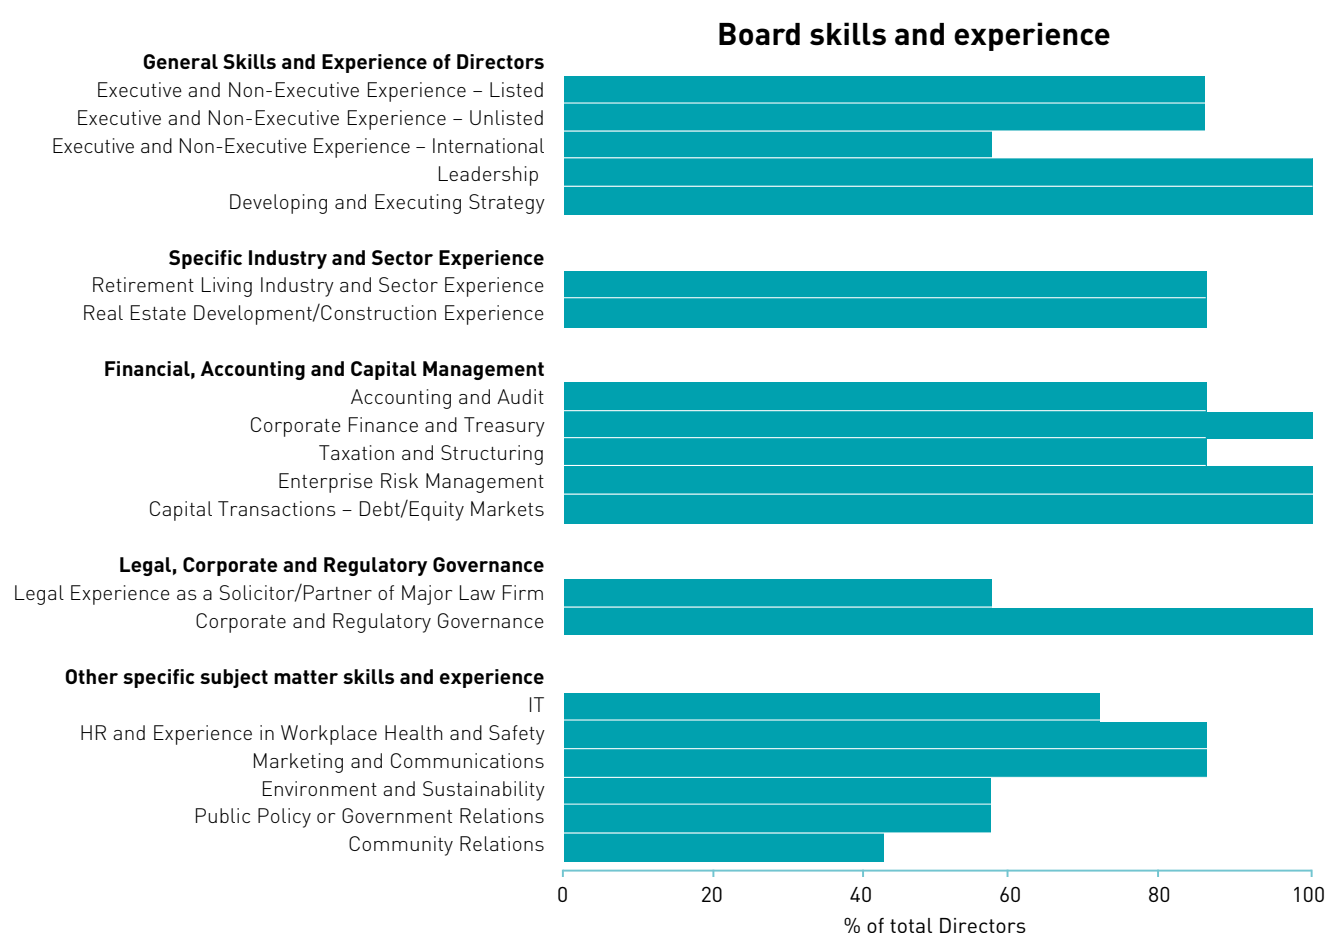 Board skills and experience
General Skills and Experience of Directors
Executive and Non-Executive Experience – Listed
Executive and Non-Executive Experience – Unlisted
Executive and Non-Executive Experience – International
Leadership
Developing and Executing Strategy
Specific Industry and Sector Experience
Retirement Living Industry and Sector Experience
Real Estate Development/Construction Experience
Financial, Accounting and Capital Management
Accounting and Audit
Corporate Finance and Treasury
Taxation and Structuring
Enterprise Risk Management
Capital Transactions – Debt/Equity Markets
Legal, Corporate and Regulatory Governance
Legal Experience as a Solicitor/Partner of Major Law Firm
Corporate and Regulatory Governance
Other specific subject matter skills and experience
IT
HR and Experience in Workplace Health and Safety
Marketing and Communications
Environment and Sustainability
Public Policy or Government Relations
Community Relations
0 20 40 60 80 100
% of total Directors